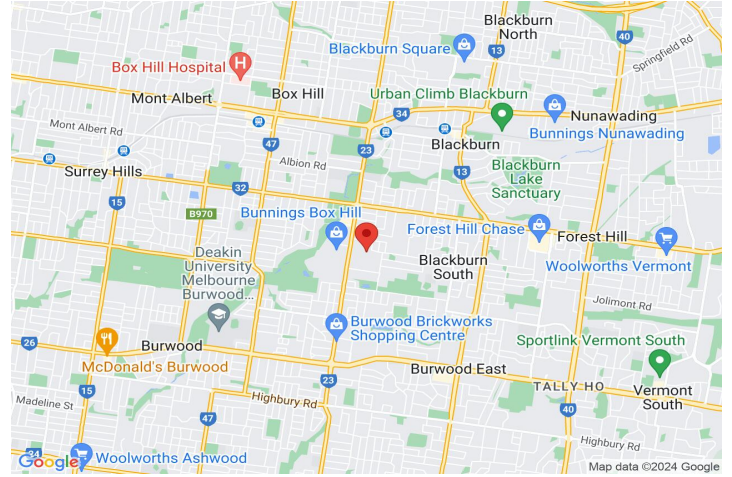 Blackburn
North
40
Blackburn Square
13
Springfield Rd
Box Hill Hospital
H
Box Hill
Urban Climb Blackburn
Mont Albert
34
Nunawading
Bunnings Nunawading
Mont Albert Rd
47
23
Blackburn
Albion Rd
Blackburn
Lake
Sanctuary
Surrey Hills
13
32
15
B970
Bunnings Box Hill
Forest Hill Chase
Forest Hill
Deakin
University
Melbourne
Burwood...
Blackburn
South
Woolworths Vermont
Jolimont Rd
Burwood Brickworks
Shopping Centre
Sportlink Vermont South
26
Burwood
McDonald's Burwood
Burwood East
23
TALLY HO
Vermont
South
15
Highbury Rd
Madeline St
47
40
Highbury Rd
Woolworths Ashwood
Google
Map data ©2024 Google